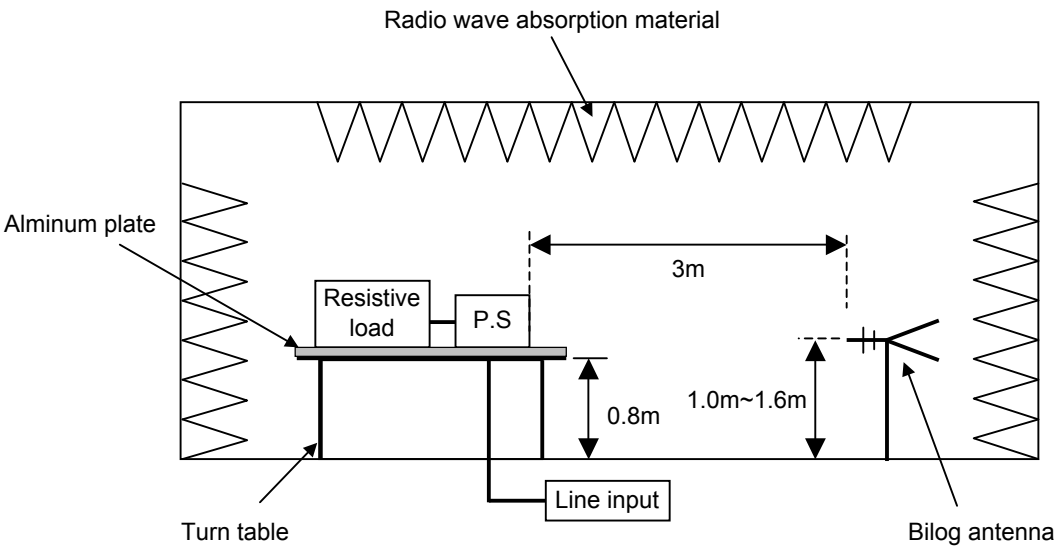 Radio wave absorption material
Alminum plate
3m
Resistive
load
P.S
1.0m~1.6m
0.8m
Line input
Turn table
Bilog antenna